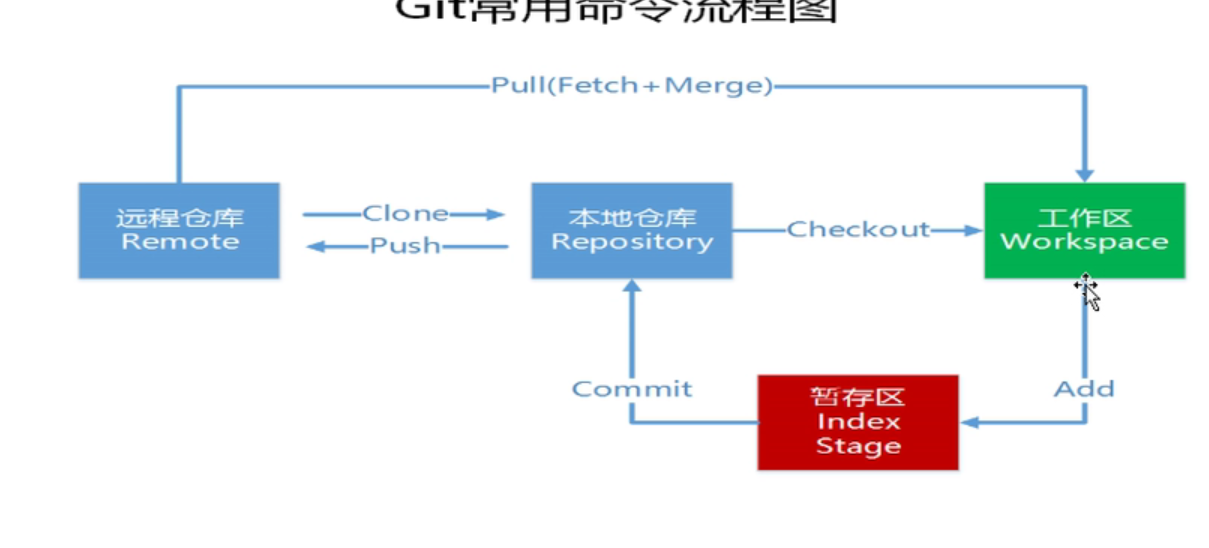 Git常用命令流程图
Pull(Fetch+Merge)
远程仓库
Remote
Clone
Push
本地仓库
Repository
Checkout
工作区
Workspace
Commit
暂存区
Index
Stage
Add